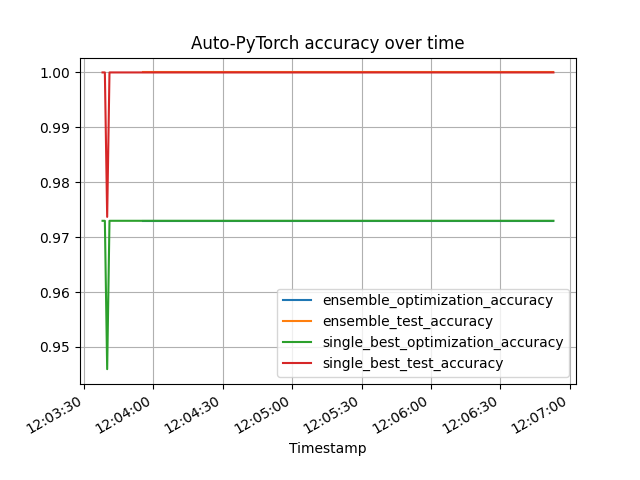 Auto-PyTorch accuracy over time
1.00
0.99
0.98
0.97
0.96
0.95
ensemble_optimization_accuracy
ensemble_test_accuracy
single_best_optimization_accuracy
single_best_test_accuracy
12:03:30
12:04:00
12:04:30
12:05:00
12:05:30
12:06:00
12:06:30
12:07:00
Timestamp